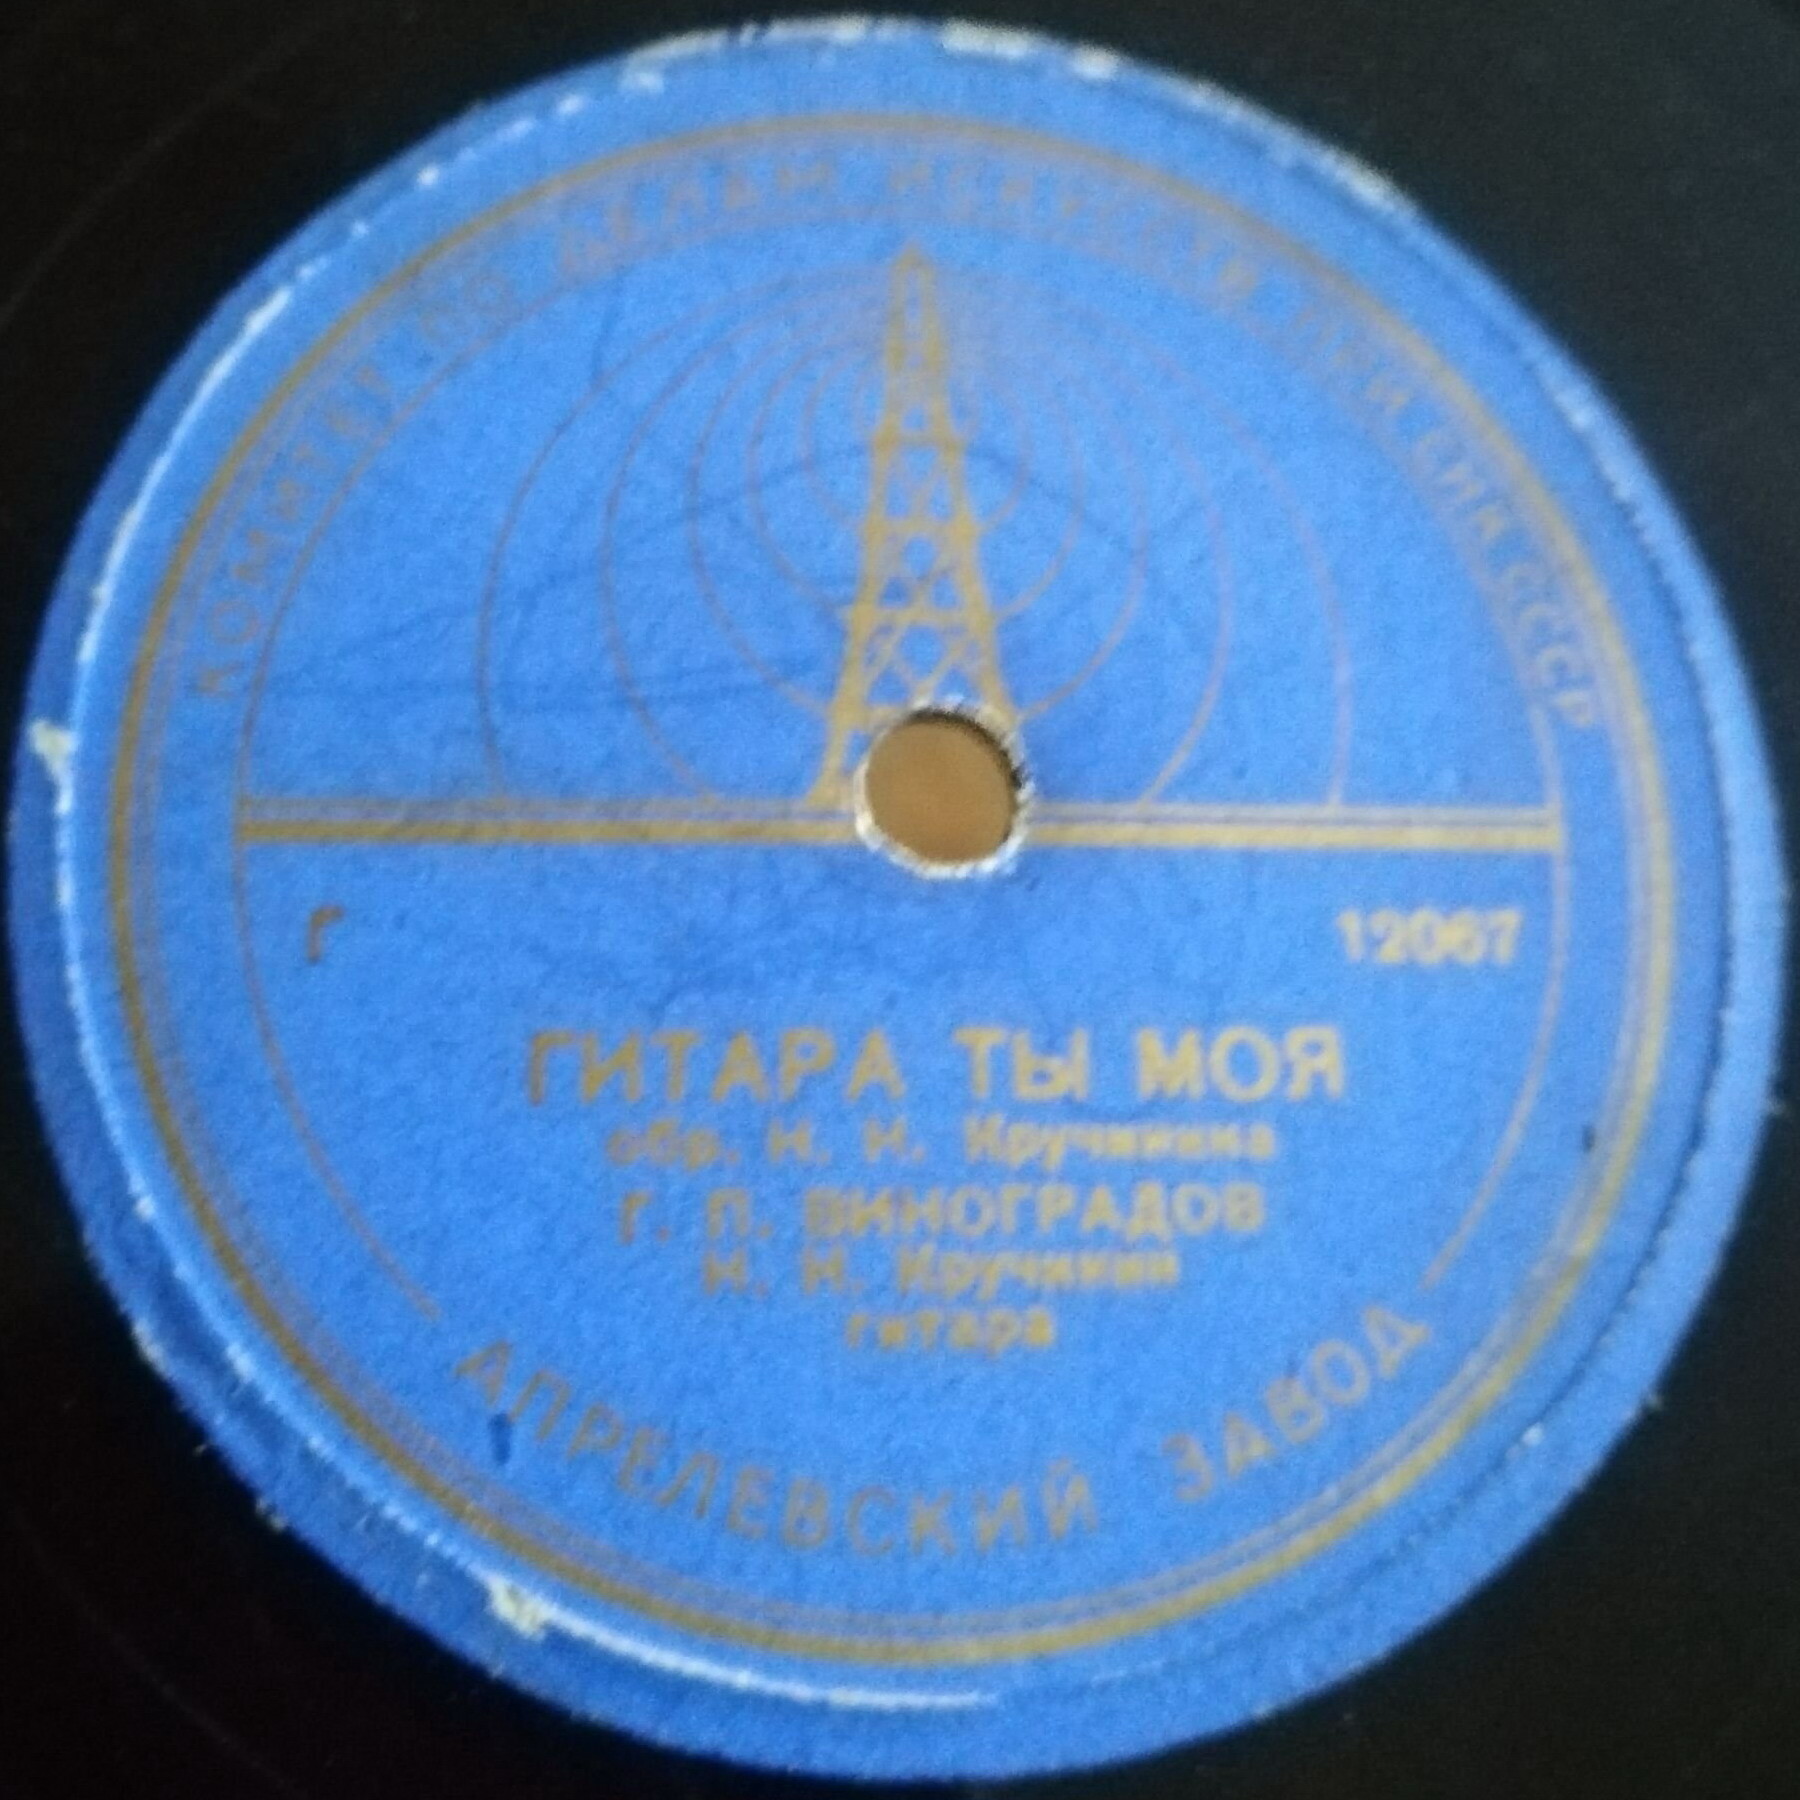 КОМИТЕТ ПО ДЕЛАМ ИСКУССТВ ПРИ СНК СССР
Г 12067
ГИТАРА ТЫ МОЯ
обр. Н. Н. Кручинина
Г. П. ВИНОГРАДОВ
Н. Н. Кручинин
гитара
АПРЕЛЕВСКИЙ ЗАВОД